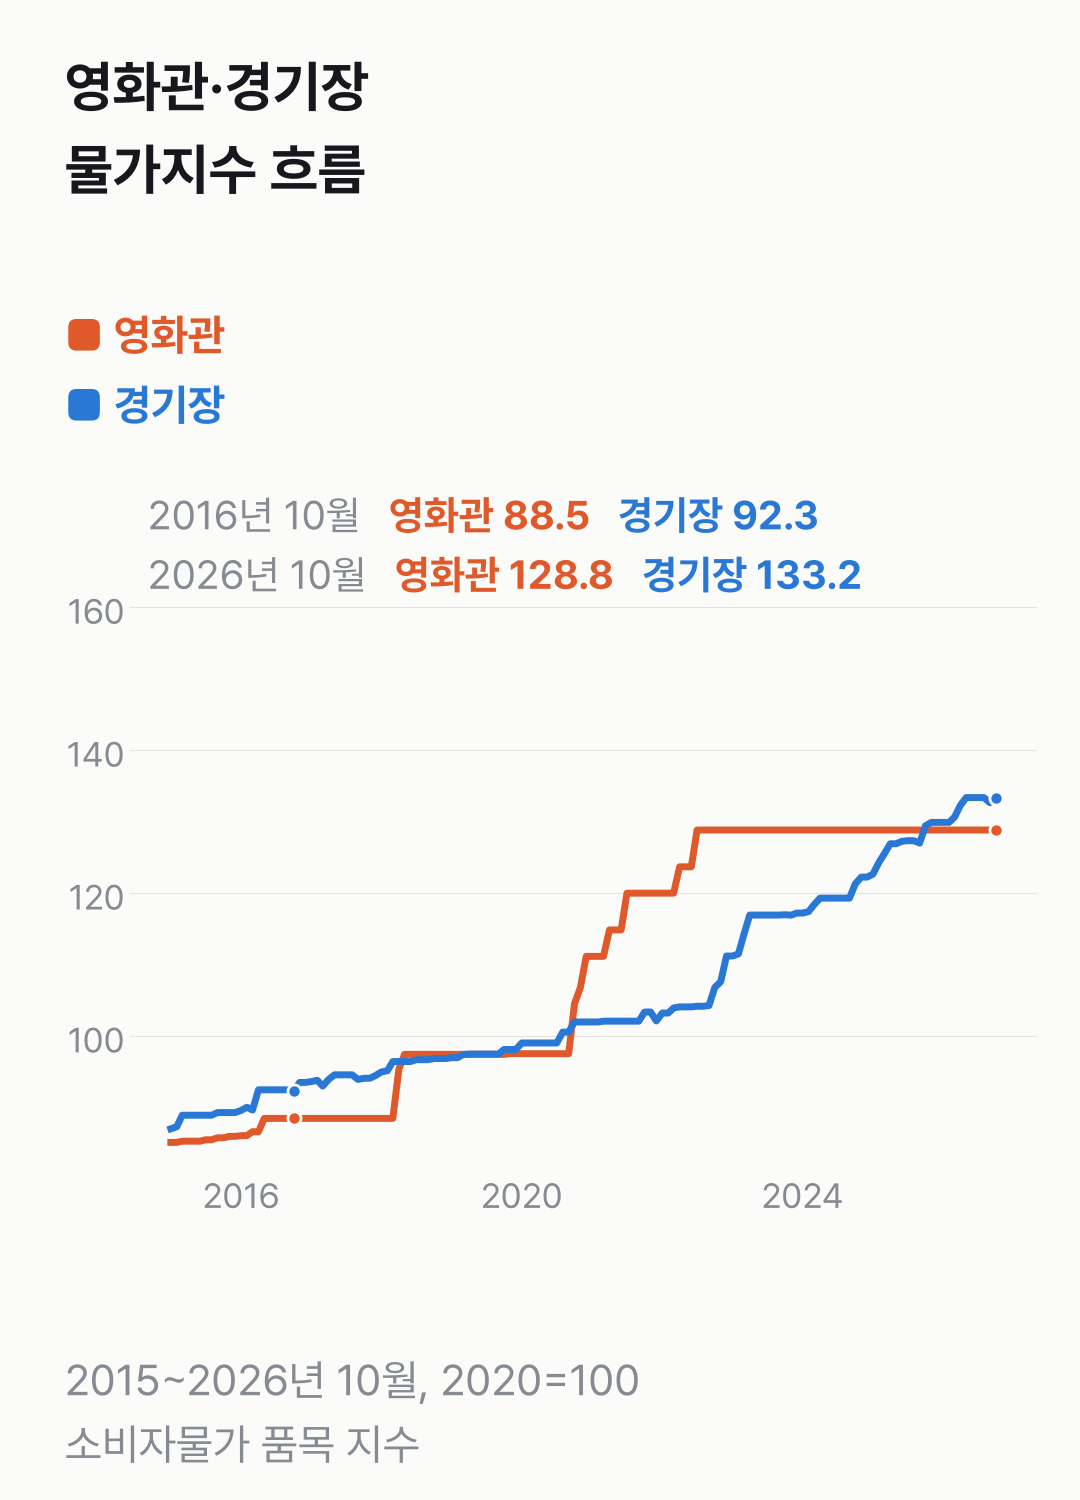 영화관·경기장
물가지수 흐름
영화관
경기장
2016년 10월 영화관 88.5 경기장 92.3
2026년 10월 영화관 128.8 경기장 133.2
160
140
120
100
2016 2020 2024
2015~2026년 10월, 2020=100
소비자물가 품목 지수